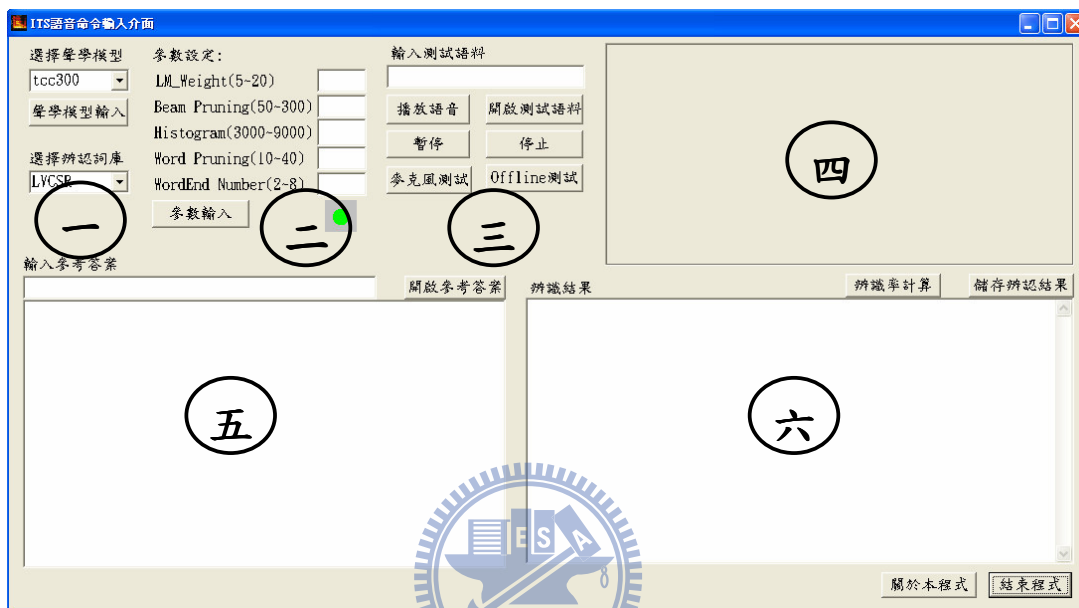 ITS語音命令輸入介面
選擇聲學模型
tcc300
聲學模型輸入
選擇辨認詞庫
LVCSR
一
參數設定:
LM_Weight(5~20)
Beam Pruning(50~300)
Histogram(3000~9000)
Word Pruning(10~40)
WordEnd Number(2~8)
參數輸入
二
輸入測試語料
播放語音 開啟測試語料
暫停 停止
麥克風測試 Offline測試
三
四
輸入參考答案
開啟參考答案
五
辨識結果
辨識率計算 儲存辨認結果
六
E S A
8
關於本程式 結束程式